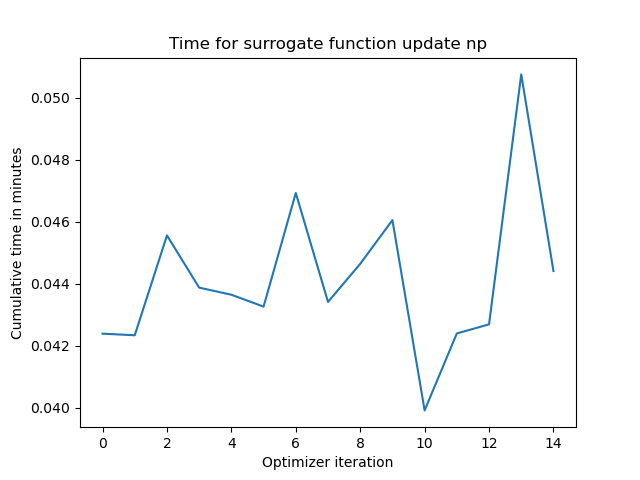 Time for surrogate function update np
Cumulative time in minutes
0.050
0.048
0.046
0.044
0.042
0.040
0 2 4 6 8 10 12 14
Optimizer iteration